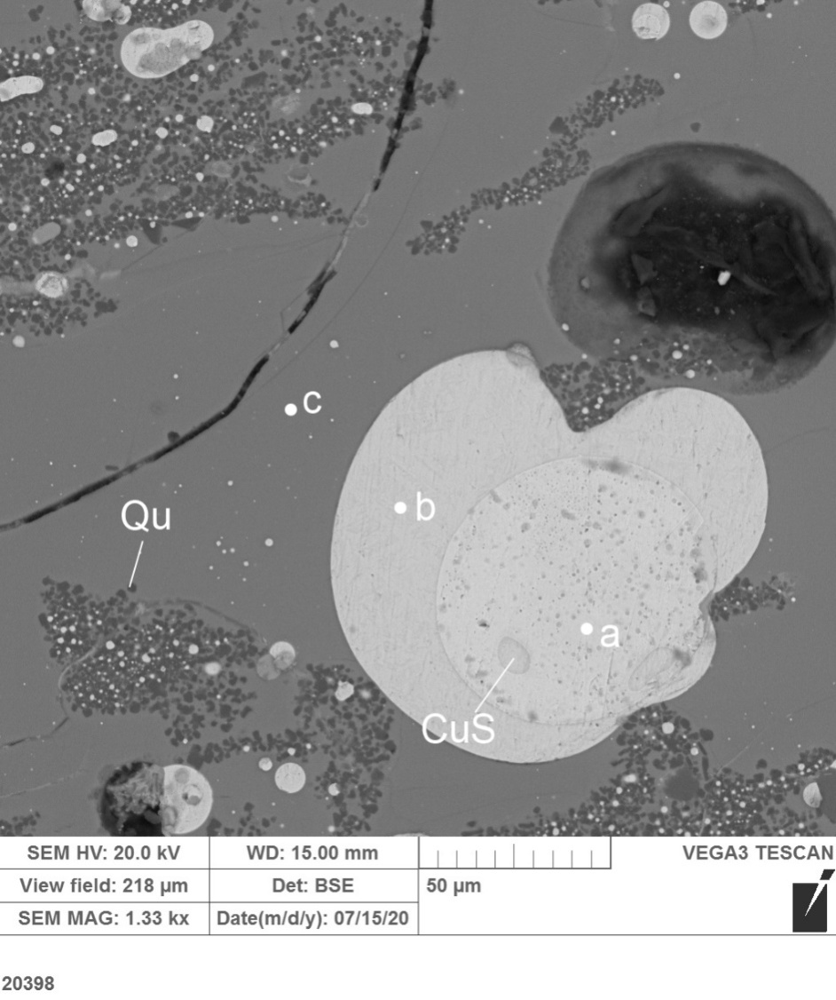 c
b
Qu
a
CuS
SEM HV: 20.0 kV
WD: 15.00 mm
VEGA3 TESCAN
View field: 218 µm
Det: BSE
50 µm
SEM MAG: 1.33 kx
Date(m/d/y): 07/15/20
20398